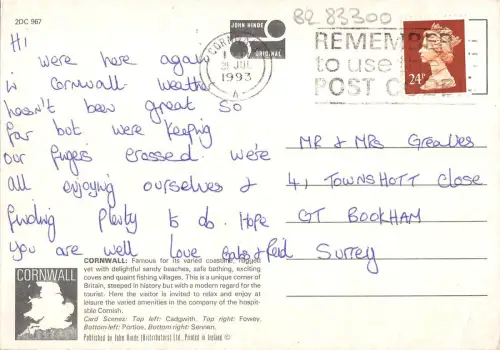 2DC 967
BR 83300
JOHN HINDE
ORIGINAL
CORNWALL
21 JUL
1993
A
REMEMBER
to use the
POST CODE
24P
Hi
were here again
in Cornwall weather
hasn't been great so
far but were keeping
our fingers crossed. We're
all enjoying ourselves &
finding plenty to do. Hope
you are well love
Mr & Mrs Greaves
41, TOWNSHOTT Close
GT BOOKHAM
Surrey
CORNWALL
CORNWALL: Famous for its varied coastline, rugged
yet with delightful sandy beaches, safe bathing, exciting
coves and quaint fishing villages. This is a unique corner of
Britain, steeped in history but with a modern regard for the
tourist. Here the visitor is invited to relax and enjoy at
leisure the varied amenities in the company of the hospit-
able Cornish.
Card Scenes: Top left: Cadgwith, Top right: Fowey,
Bottom left: Portloe, Bottom right: Sennen.
Published by John Hinde (Distributors) Ltd. Printed in Ireland ©